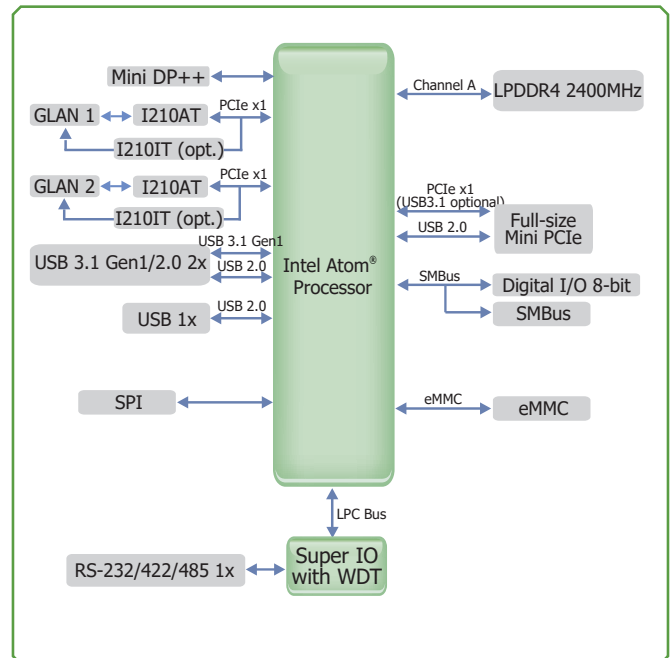 Mini DP++
GLAN 1
I210AT
PCIe x1
I210IT (opt.)
GLAN 2
I210AT
PCIe x1
I210IT (opt.)
USB 3.1 Gen1/2.0 2x
USB 3.1 Gen1
USB 2.0
USB 1x
USB 2.0
SPI
Intel Atom®
Processor
Channel A
LPDDR4 2400MHz
PCIe x1
(USB3.1 optional)
USB 2.0
Full-size
Mini PCIe
SMBus
Digital I/O 8-bit
SMBus
eMMC
eMMC
LPC Bus
Super IO
with WDT
RS-232/422/485 1x